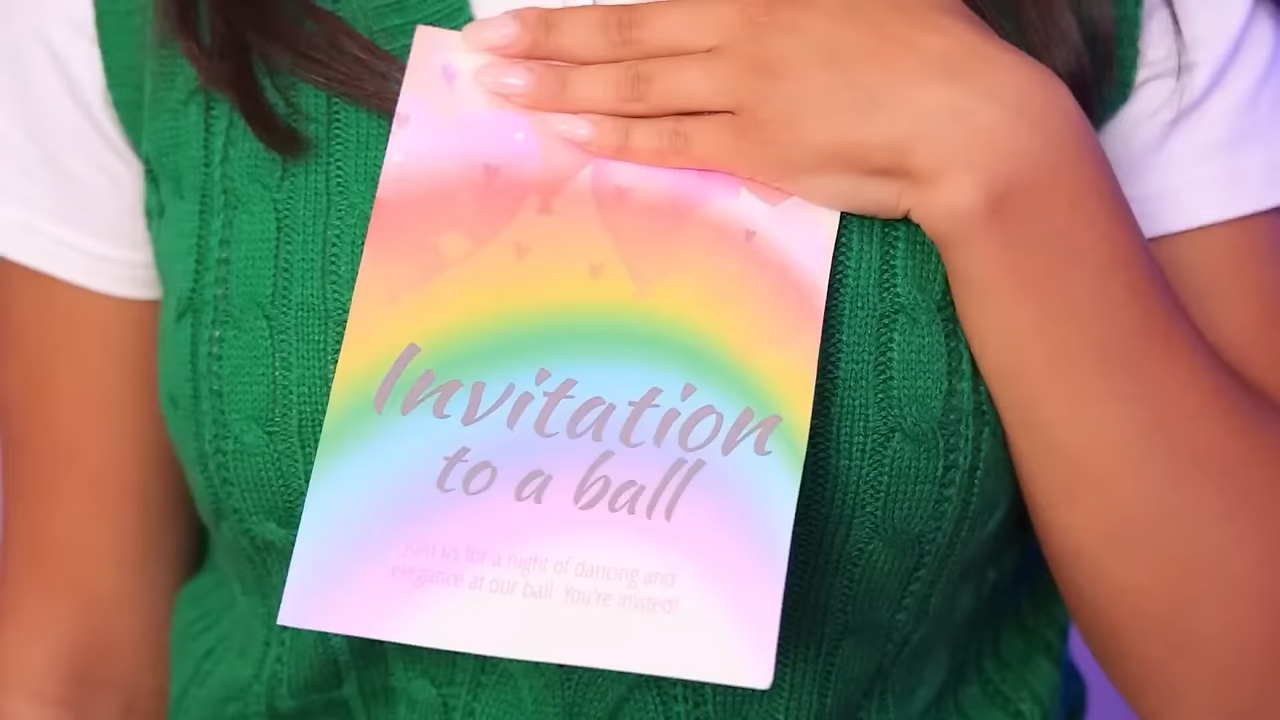 Invitation
to a ball
Join us for a night of dancing and
elegance at our ball. You're invited!